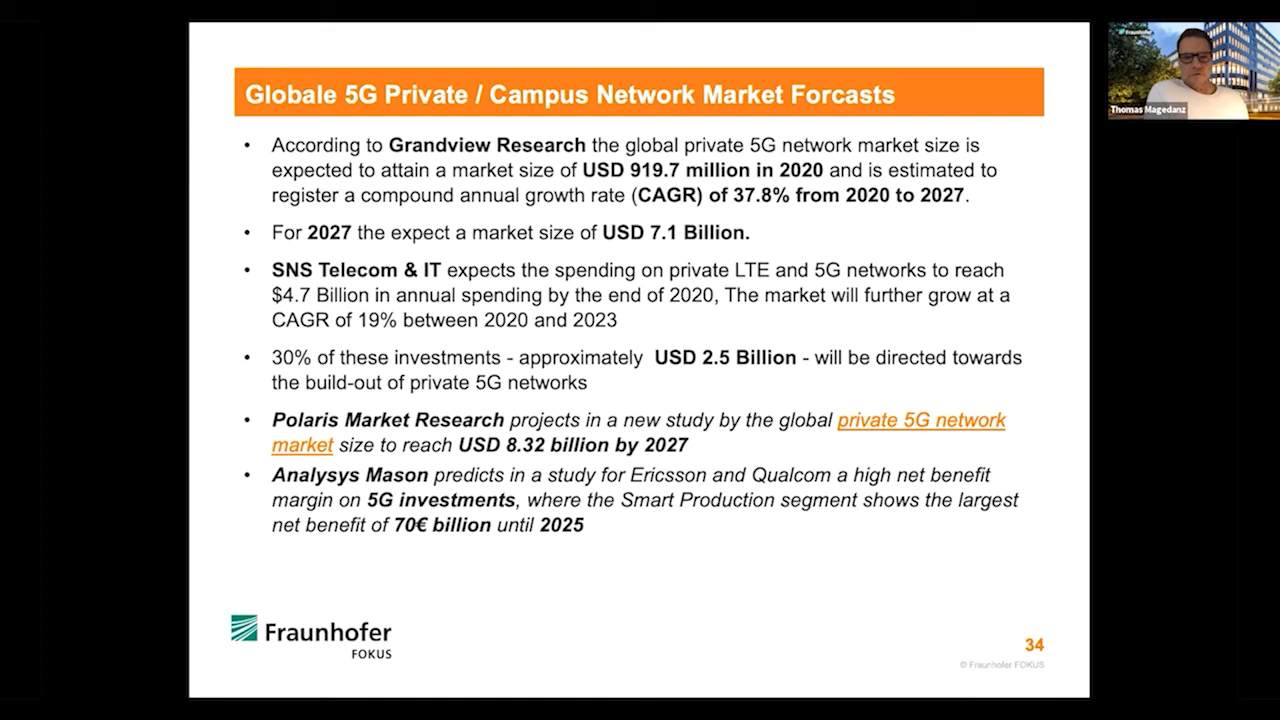 Globale 5G Private / Campus Network Market Forcasts
• According to Grandview Research the global private 5G network market size is
expected to attain a market size of USD 919.7 million in 2020 and is estimated to
register a compound annual growth rate (CAGR) of 37.8% from 2020 to 2027.
• For 2027 the expect a market size of USD 7.1 Billion.
• SNS Telecom & IT expects the spending on private LTE and 5G networks to reach
$4.7 Billion in annual spending by the end of 2020, The market will further grow at a
CAGR of 19% between 2020 and 2023
• 30% of these investments - approximately USD 2.5 Billion - will be directed towards
the build-out of private 5G networks
• Polaris Market Research projects in a new study by the global private 5G network
market size to reach USD 8.32 billion by 2027
• Analysys Mason predicts in a study for Ericsson and Qualcom a high net benefit
margin on 5G investments, where the Smart Production segment shows the largest
net benefit of 70€ billion until 2025
Fraunhofer
FOKUS
34
© Fraunhofer FOKUS
Fraunhofer
Thomas Magedanz